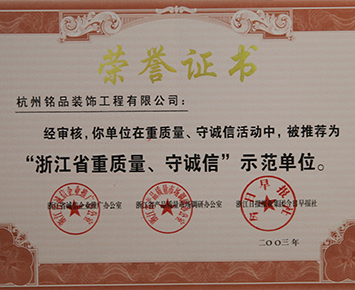 荣誉证书
杭州铭品装饰工程有限公司：
经审核，你单位在重质量、守诚信活动中，被推荐为
“浙江省重质量、守诚信”示范单位。
二〇〇三年